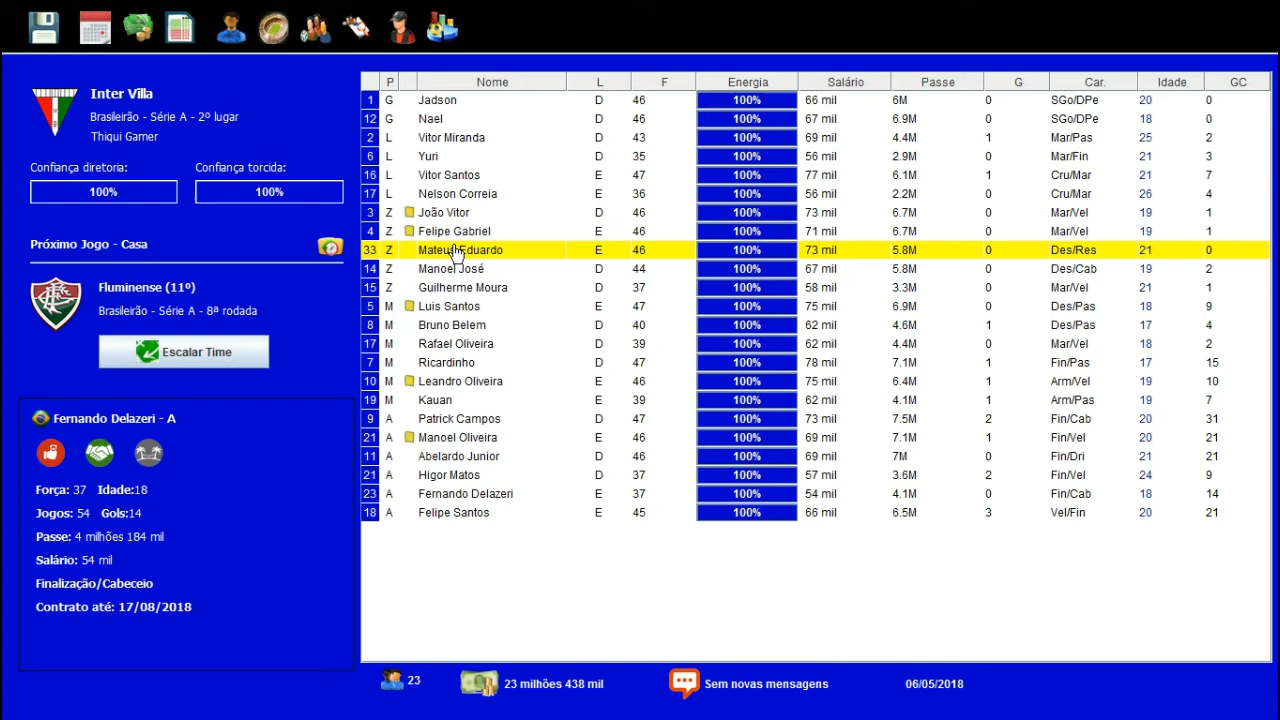 Inter Villa
Brasileirão - Série A - 2º lugar
Thiqui Gamer
Confiança diretoria: Confiança torcida:
100% 100%
Próximo Jogo - Casa
Fluminense (11º)
Brasileirão - Série A - 8ª rodada
Escalar Time
Fernando Delazeri - A
Força: 37 Idade:18
Jogos: 54 Gols:14
Passe: 4 milhões 184 mil
Salário: 54 mil
Finalização/Cabeceio
Contrato até: 17/08/2018
P Nome L F Energia Salário Passe G Car. Idade GC
1 G Jadson D 46 100% 66 mil 6M 0 SGo/DPe 20 0
12 G Nael D 46 100% 67 mil 6.9M 0 SGo/DPe 18 0
2 L Vitor Miranda D 43 100% 69 mil 4.4M 1 Mar/Pas 25 2
6 L Yuri D 35 100% 56 mil 2.9M 0 Mar/Fin 21 3
16 L Vitor Santos E 47 100% 77 mil 6.1M 1 Cru/Mar 21 7
17 L Nelson Correia E 36 100% 56 mil 2.2M 0 Cru/Mar 26 4
3 Z João Vitor D 46 100% 73 mil 6.7M 0 Mar/Vel 19 1
4 Z Felipe Gabriel E 46 100% 71 mil 6.7M 0 Mar/Vel 19 1
33 Z Mateus Eduardo E 46 100% 73 mil 5.8M 0 Des/Res 21 0
14 Z Manoel José D 44 100% 67 mil 5.8M 0 Des/Cab 19 2
15 Z Guilherme Moura D 37 100% 58 mil 3.3M 0 Mar/Vel 21 1
5 M Luis Santos E 47 100% 75 mil 6.9M 0 Des/Pas 18 9
8 M Bruno Belem D 40 100% 62 mil 4.6M 1 Des/Pas 17 4
17 M Rafael Oliveira D 39 100% 62 mil 4.4M 0 Mar/Vel 18 2
7 M Ricardinho D 47 100% 78 mil 7.1M 1 Fin/Pas 17 15
10 M Leandro Oliveira E 46 100% 75 mil 6.4M 1 Arm/Vel 19 10
19 M Kauan E 39 100% 62 mil 4.1M 1 Arm/Pas 19 7
9 A Patrick Campos D 47 100% 73 mil 7.5M 2 Fin/Cab 20 31
21 A Manoel Oliveira E 46 100% 69 mil 7.1M 1 Fin/Vel 20 21
11 A Abelardo Junior D 46 100% 69 mil 7M 0 Fin/Dri 21 21
21 A Higor Matos D 37 100% 57 mil 3.6M 2 Fin/Vel 24 9
23 A Fernando Delazeri E 37 100% 54 mil 4.1M 0 Fin/Cab 18 14
18 A Felipe Santos E 45 100% 66 mil 6.5M 3 Vel/Fin 20 21
23 23 milhões 438 mil Sem novas mensagens 06/05/2018